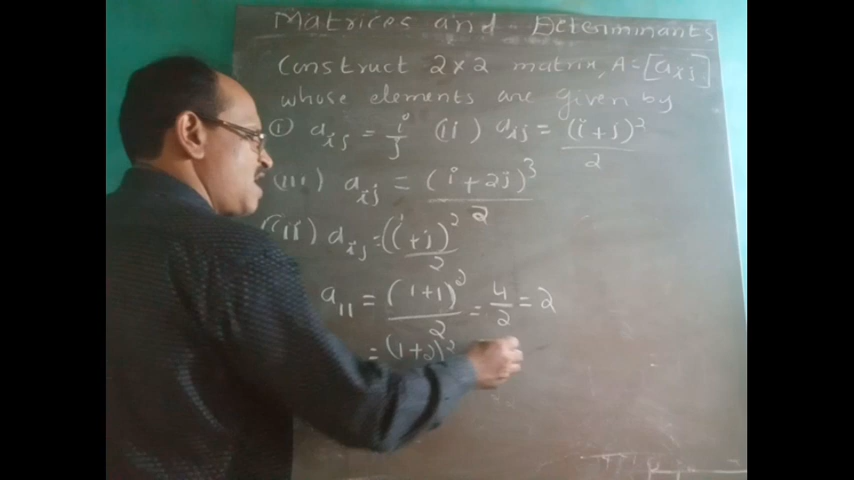 Matrices and Determinants
Construct 2x2 matrix, A = [aij]
whose elements are given by
(i) aij = i/j (ii) aij = (i+j)²/2
(iii) aij = (i+2j)³/2
(ii) aij = (i+j)²/2
a11 = (1+1)²/2 = 4/2 = 2
= (1+2)²